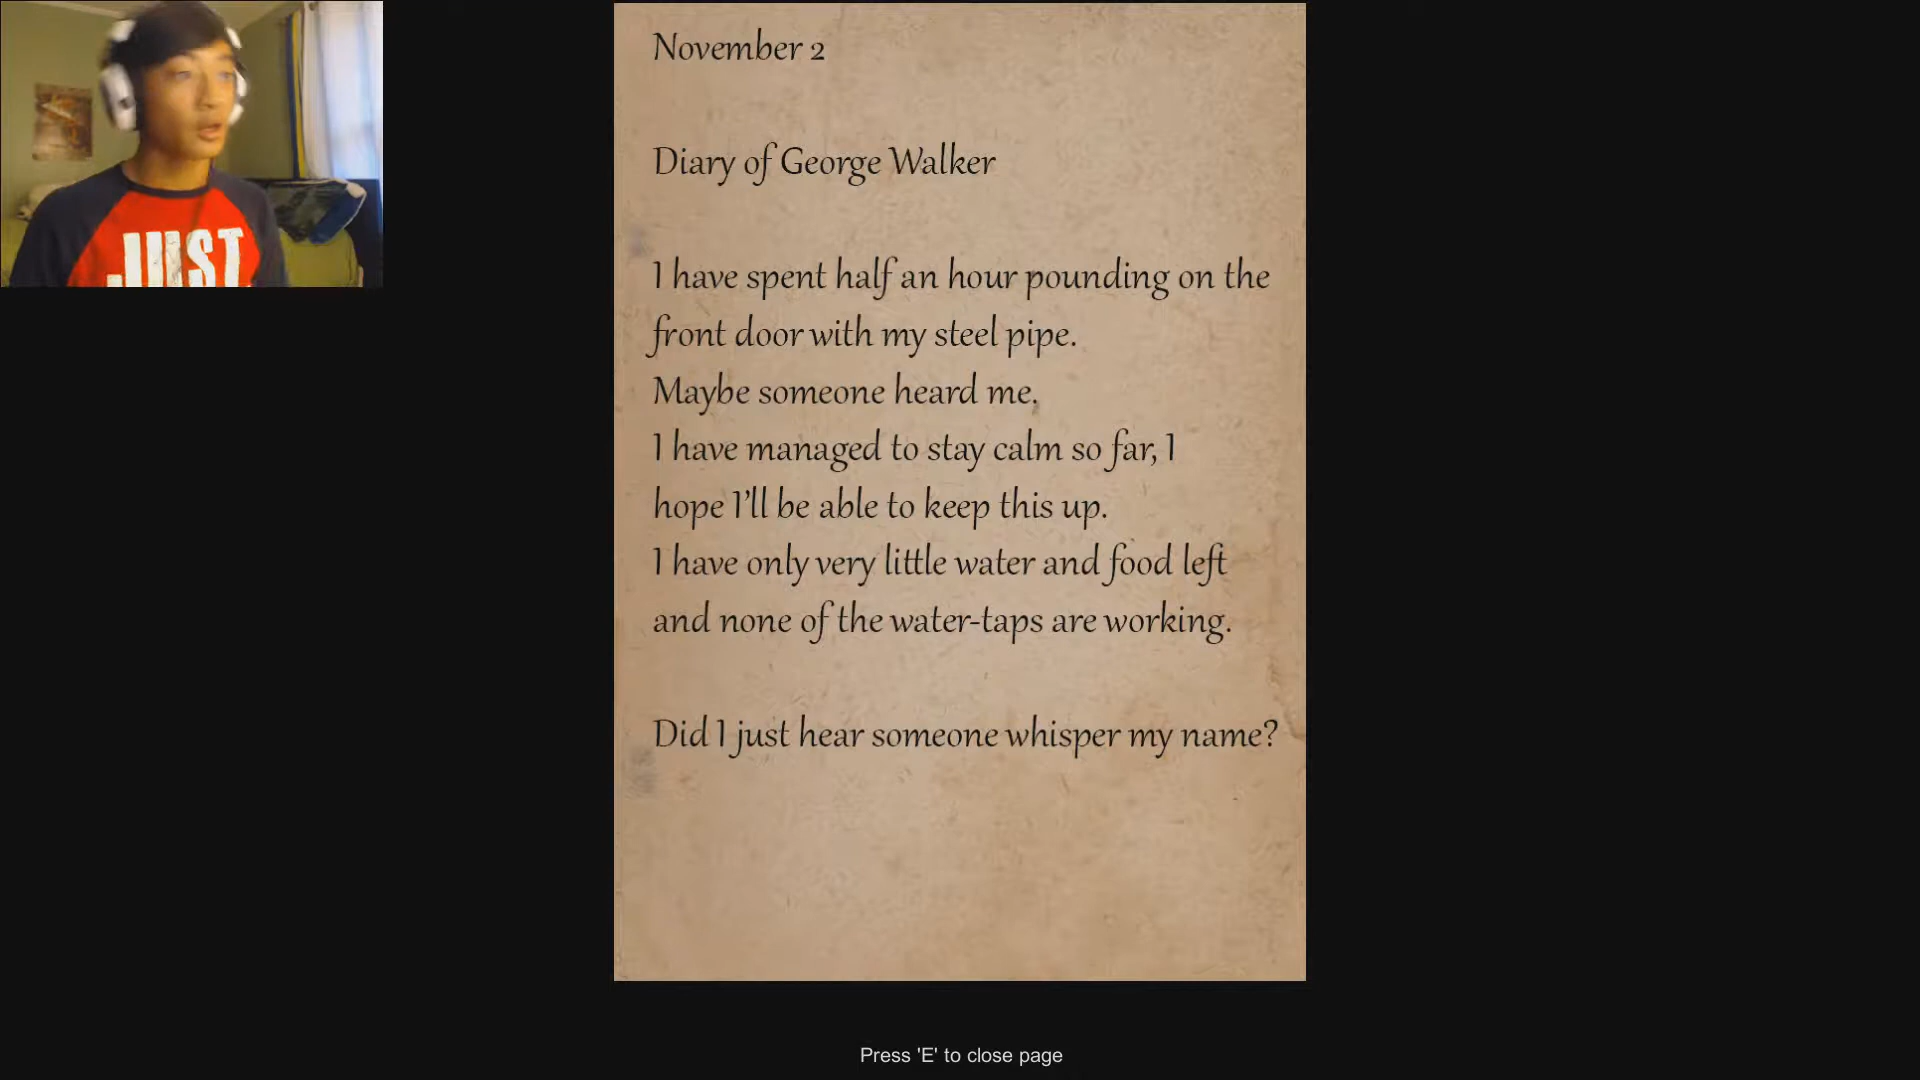 November 2
Diary of George Walker
I have spent half an hour pounding on the
front door with my steel pipe.
Maybe someone heard me.
I have managed to stay calm so far, I
hope I'll be able to keep this up.
I have only very little water and food left
and none of the water-taps are working.
Did I just hear someone whisper my name?
JUST
Press 'E' to close page